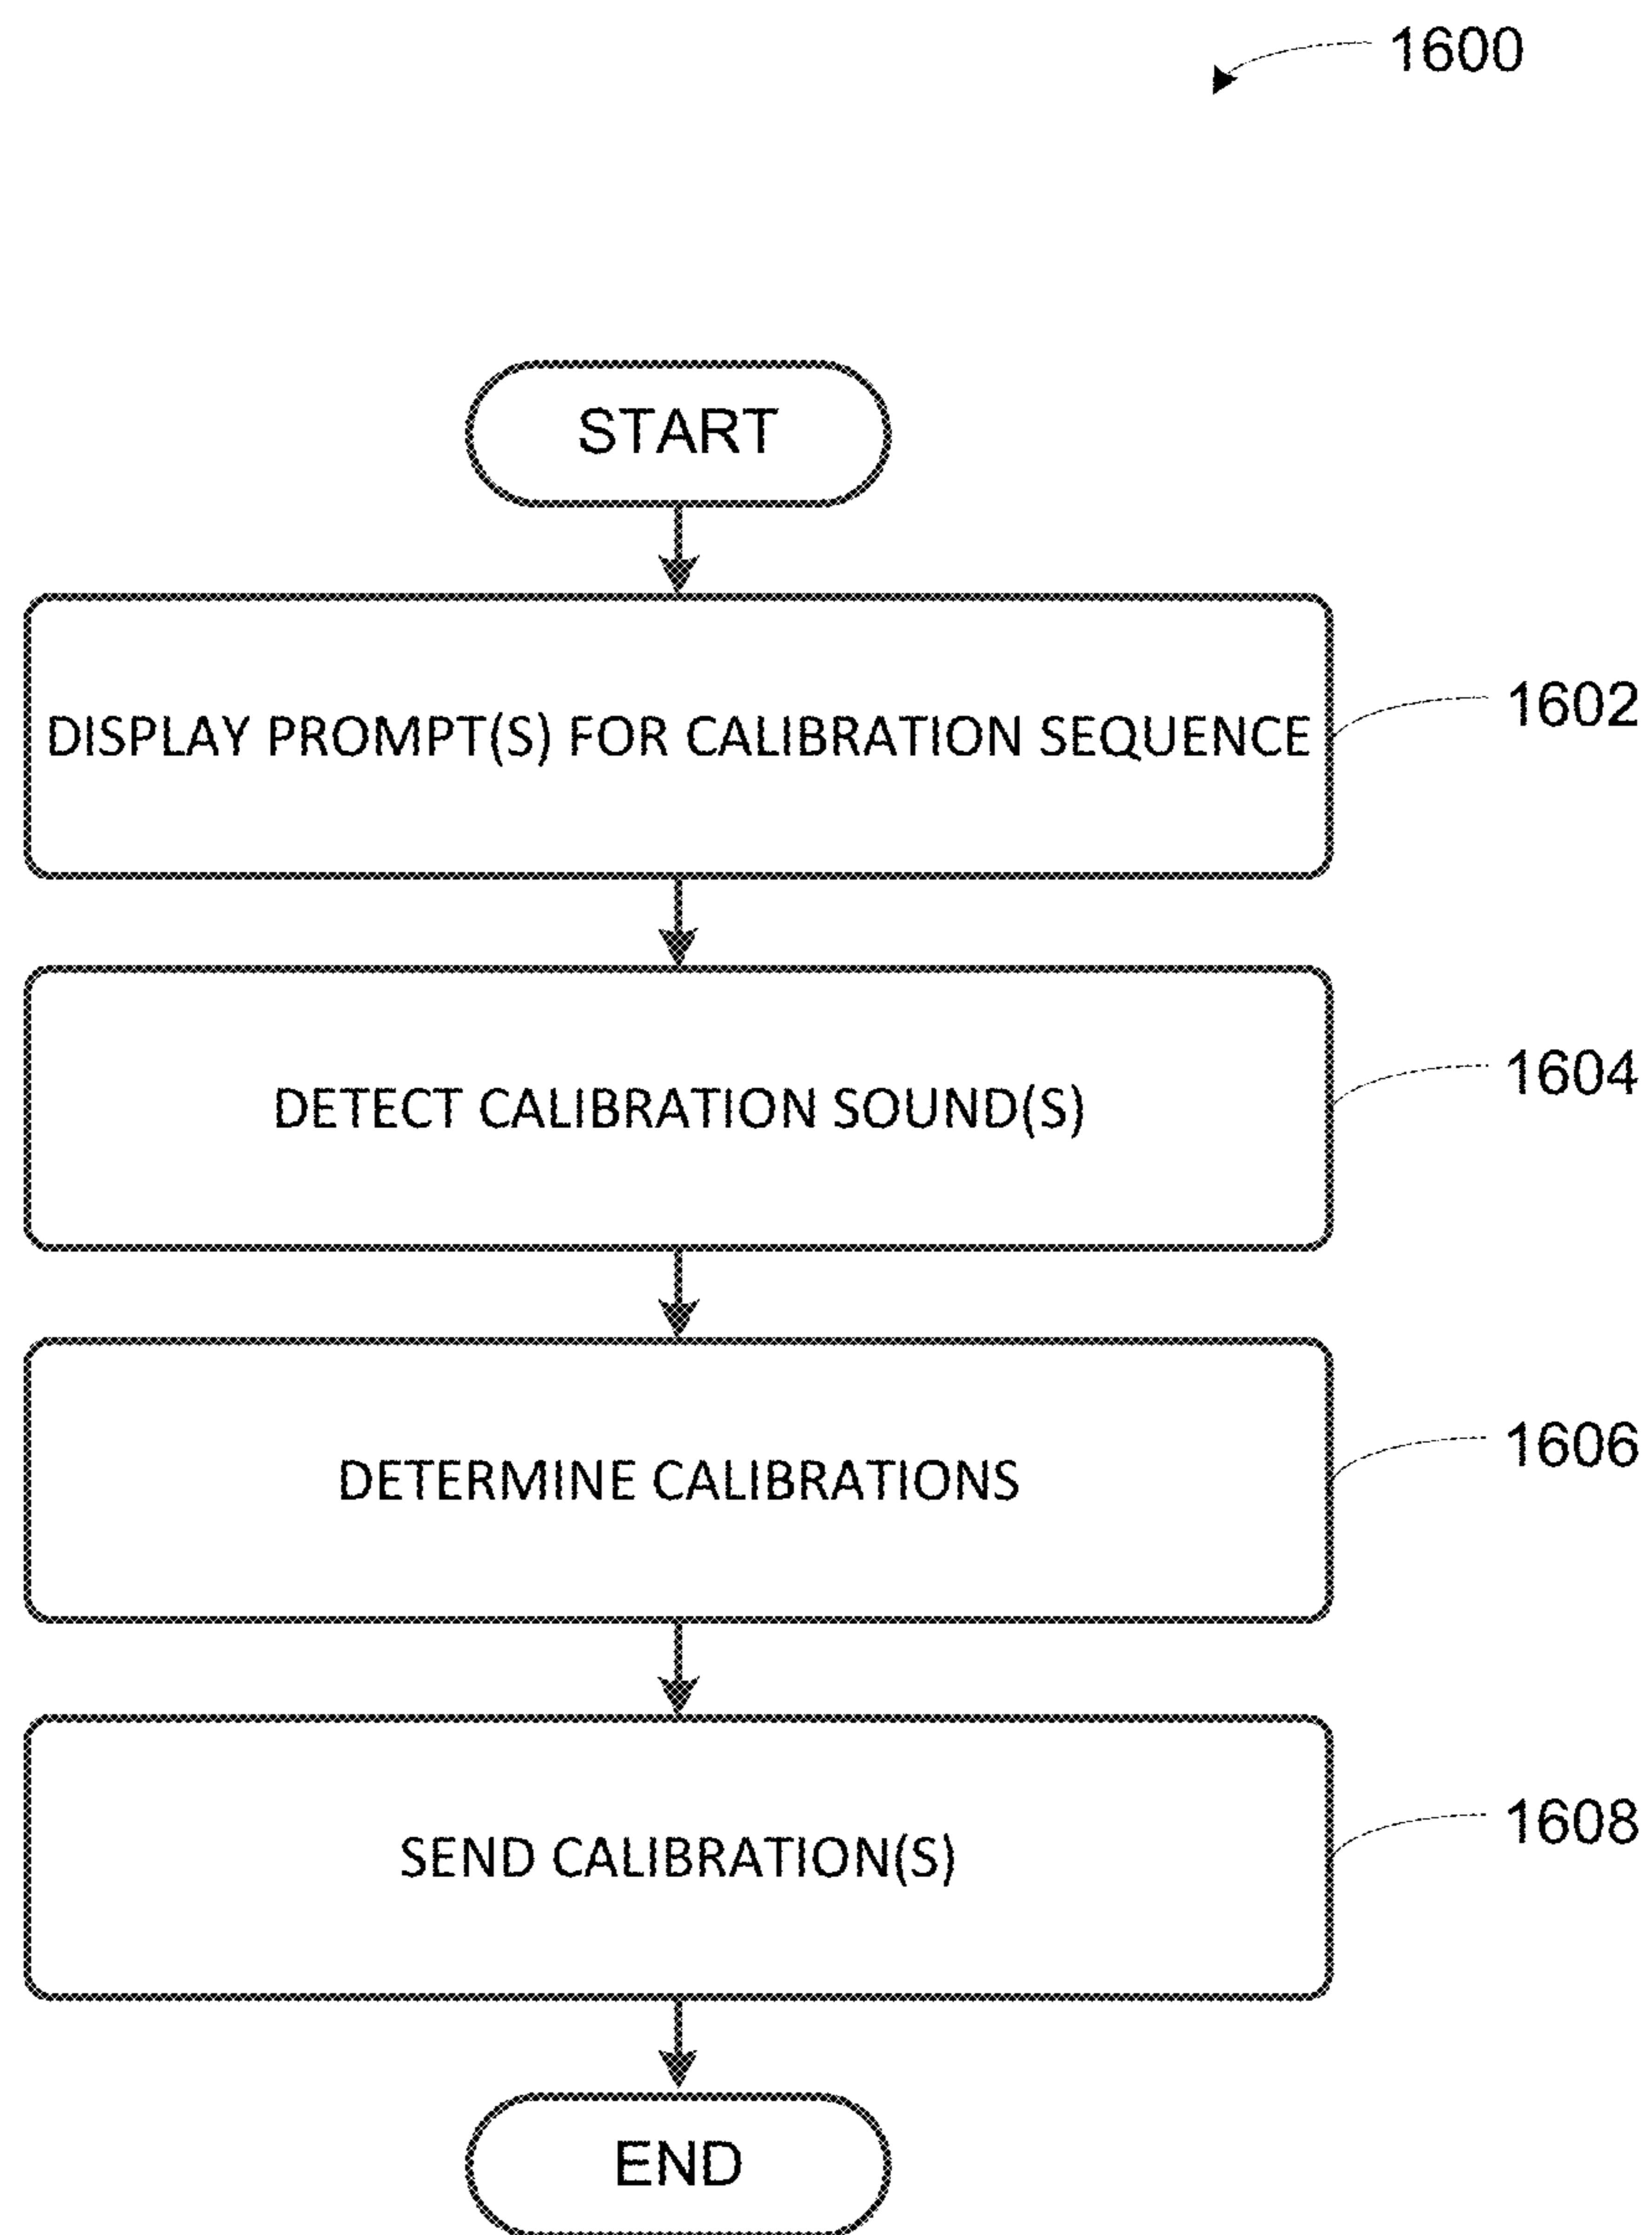 1600
START
DISPLAY PROMPT(S) FOR CALIBRATION SEQUENCE
1602
DETECT CALIBRATION SOUND(S)
1604
DETERMINE CALIBRATIONS
1606
SEND CALIBRATION(S)
1608
END